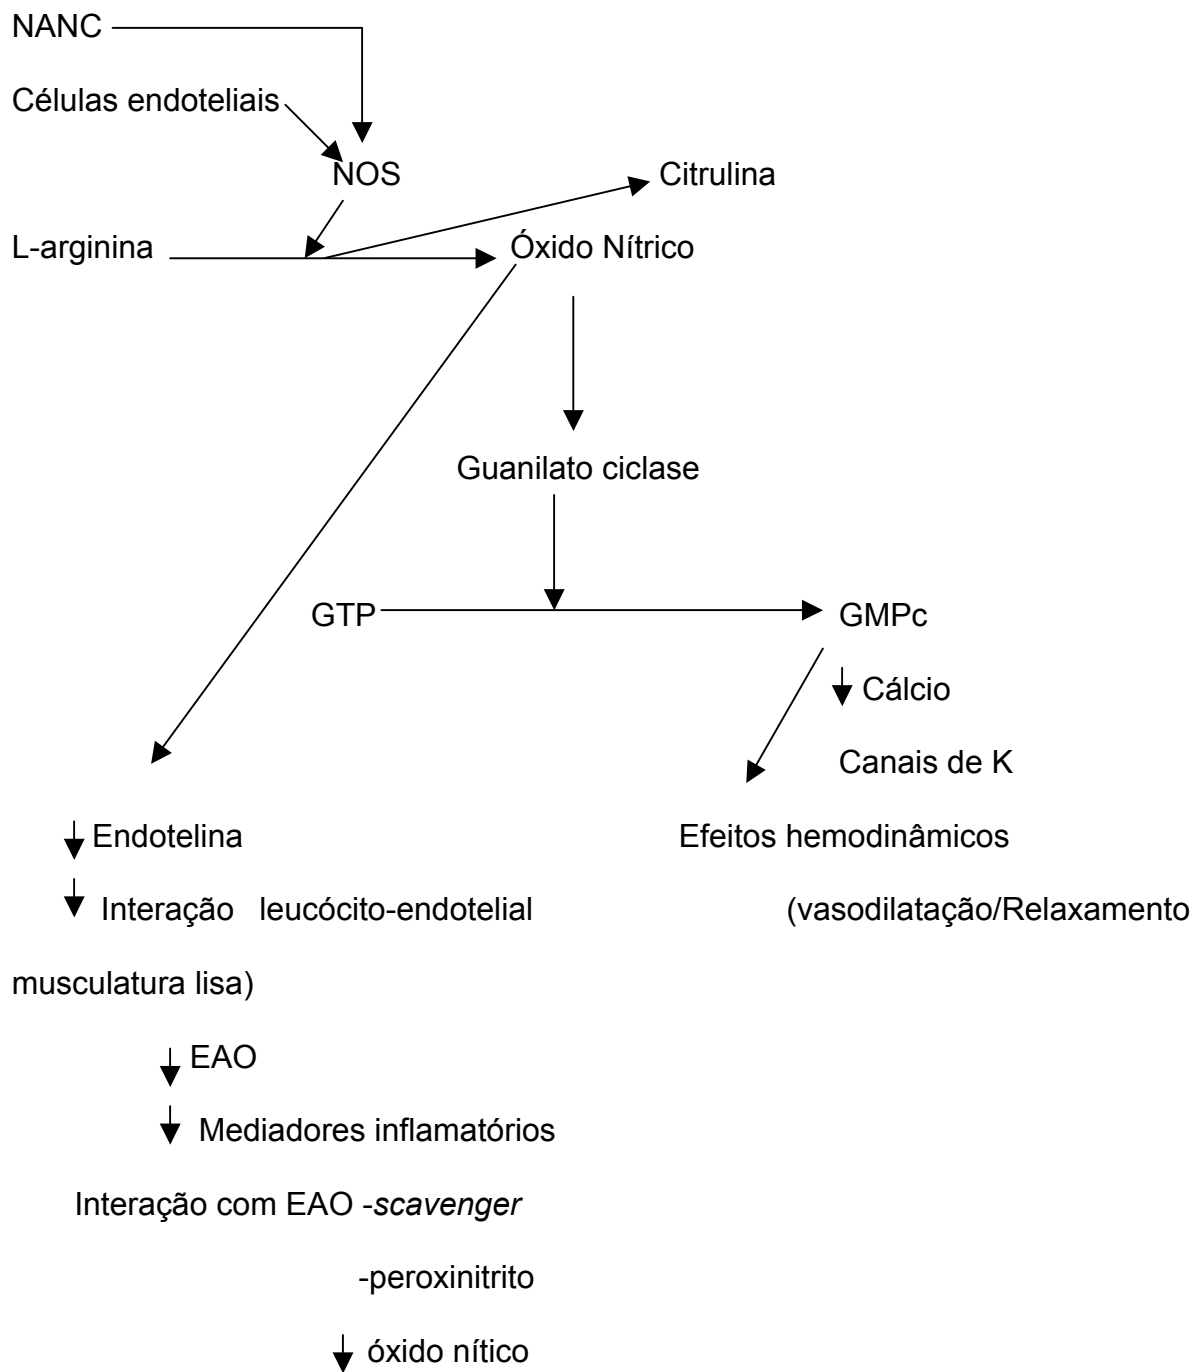 NANC
Células endoteliais
NOS Citrulina
L-arginina Óxido Nítrico
Guanilato ciclase
GTP GMPc
Cálcio
Canais de K
Endotelina Efeitos hemodinâmicos
Interação leucócito-endotelial (vasodilatação/Relaxamento
musculatura lisa)
EAO
Mediadores inflamatórios
Interação com EAO -scavenger
-peroxinitrito
óxido nítico